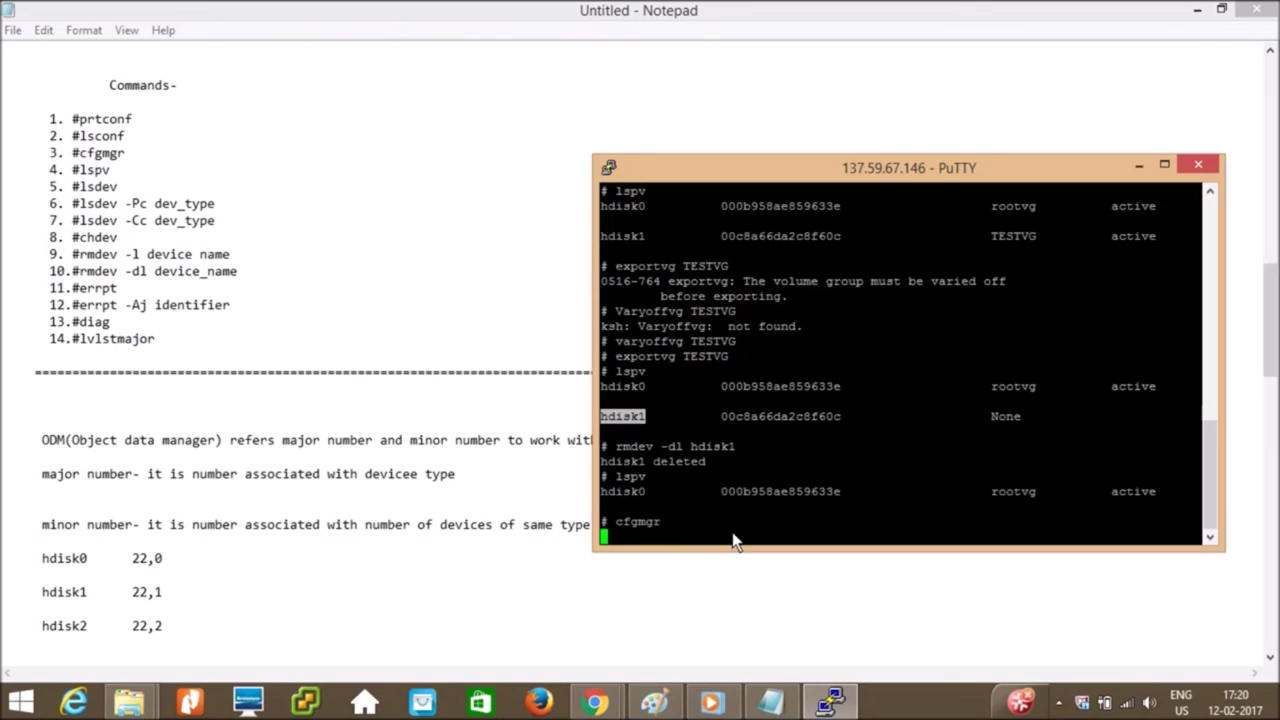 Untitled - Notepad
File Edit Format View Help
Commands-
1. #prtconf
2. #lsconf
3. #cfgmgr
4. #lspv
5. #lsdev
6. #lsdev -Pc dev_type
7. #lsdev -Cc dev_type
8. #chdev
9. #rmdev -l device name
10.#rmdev -dl device_name
11.#errpt
12.#errpt -Aj identifier
13.#diag
14.#lvlstmajor
================================================================================
ODM(Object data manager) refers major number and minor number to work wit
major number- it is number associated with devicee type
minor number- it is number associated with number of devices of same type
hdisk0 22,0
hdisk1 22,1
hdisk2 22,2
137.59.67.146 - PuTTY
# lspv
hdisk0 000b958ae859633e rootvg active
hdisk1 00c8a66da2c8f60c TESTVG active
# exportvg TESTVG
0516-764 exportvg: The volume group must be varied off
before exporting.
# Varyoffvg TESTVG
ksh: Varyoffvg: not found.
# varyoffvg TESTVG
# exportvg TESTVG
# lspv
hdisk0 000b958ae859633e rootvg active
hdisk1 00c8a66da2c8f60c None
# rmdev -dl hdisk1
hdisk1 deleted
# lspv
hdisk0 000b958ae859633e rootvg active
# cfgmgr
ENG 17:20
US 12-02-2017